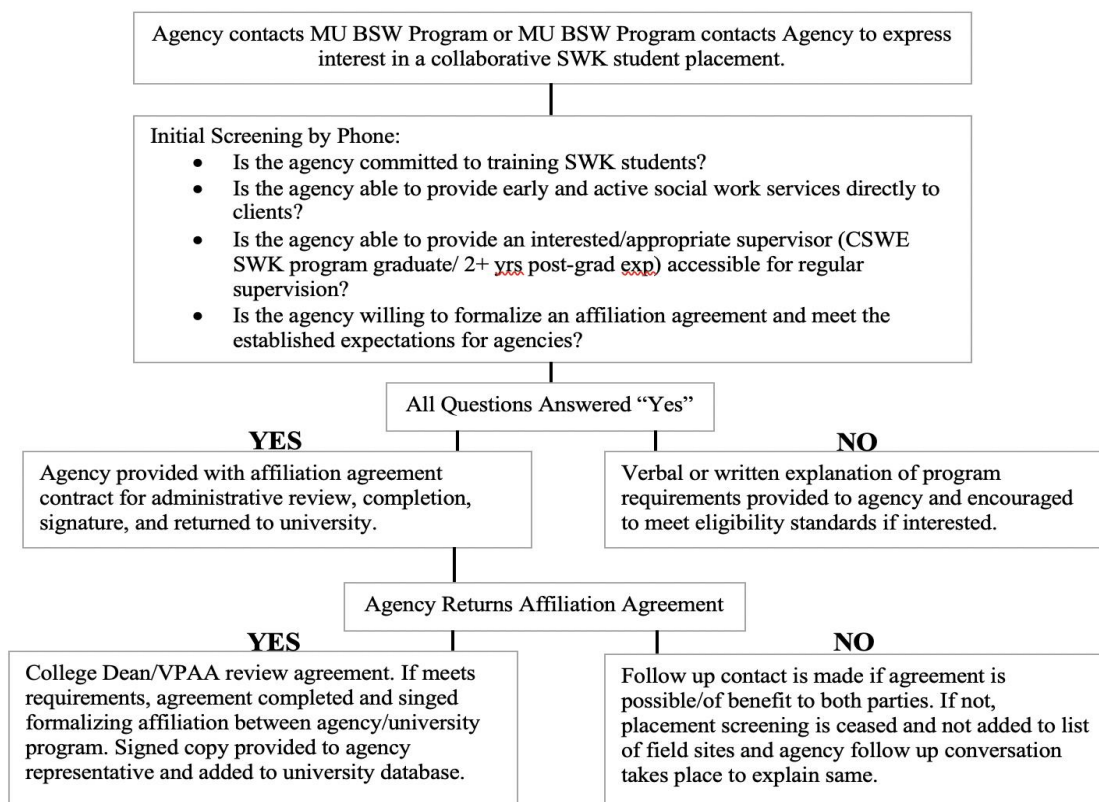 Agency contacts MU BSW Program or MU BSW Program contacts Agency to express
interest in a collaborative SWK student placement.
Initial Screening by Phone:
• Is the agency committed to training SWK students?
• Is the agency able to provide early and active social work services directly to
clients?
• Is the agency able to provide an interested/appropriate supervisor (CSWE
SWK program graduate/ 2+ yrs post-grad exp) accessible for regular
supervision?
• Is the agency willing to formalize an affiliation agreement and meet the
established expectations for agencies?
All Questions Answered “Yes”
YES
Agency provided with affiliation agreement
contract for administrative review, completion,
signature, and returned to university.
NO
Verbal or written explanation of program
requirements provided to agency and encouraged
to meet eligibility standards if interested.
Agency Returns Affiliation Agreement
YES
College Dean/VPAA review agreement. If meets
requirements, agreement completed and singed
formalizing affiliation between agency/university
program. Signed copy provided to agency
representative and added to university database.
NO
Follow up contact is made if agreement is
possible/of benefit to both parties. If not,
placement screening is ceased and not added to list
of field sites and agency follow up conversation
takes place to explain same.